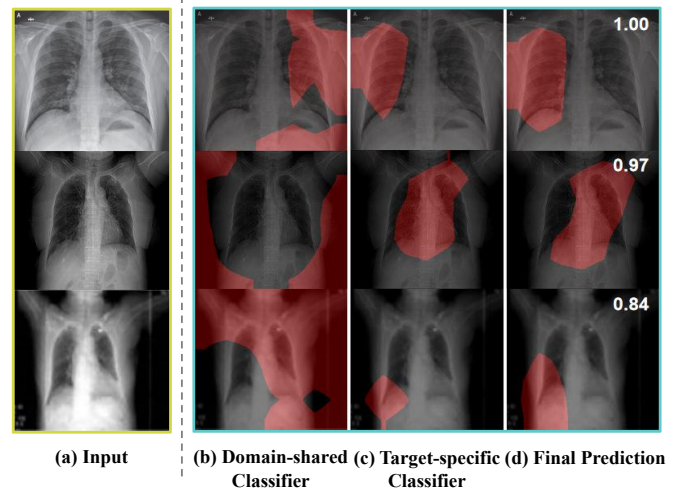 A
A
A
A
1.00
0.97
0.84
(a) Input
(b) Domain-shared Classifier
(c) Target-specific Classifier
(d) Final Prediction